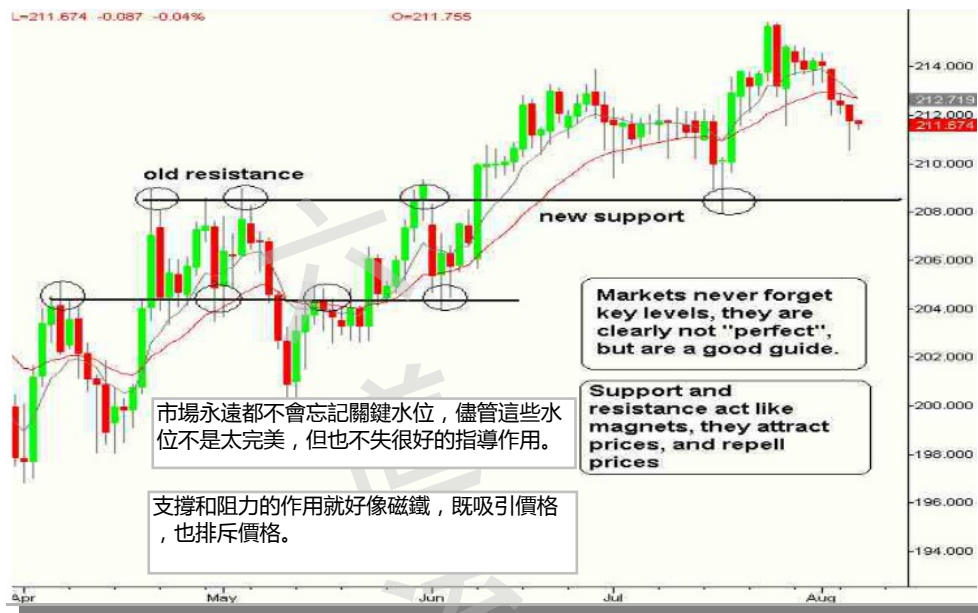 L=211.674 -0.087 -0.04% O=211.755
214.000
212.719
212.000
211.674
210.000
old resistance
208.000
new support
206.000
204.000
Markets never forget
key levels, they are
clearly not "perfect",
but are a good guide.
202.000
Support and
resistance act like
magnets, they attract
prices, and repell
prices
200.000
市場永遠都不會忘記關鍵水位，儘管這些水
位不是太完美，但也不失很好的指導作用。
198.000
支撐和阻力的作用就好像磁鐵，既吸引價格
，也排斥價格。
196.000
194.000
Apr May Jun Jul Aug